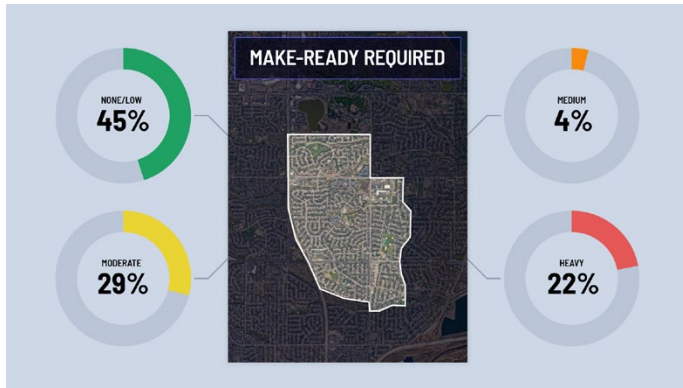 MAKE-READY REQUIRED
NONE/LOW
45%
MEDIUM
4%
MODERATE
29%
HEAVY
22%